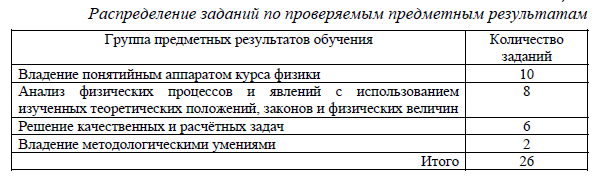 Распределение заданий по проверяемым предметным результатам
Группа предметных результатов обучения Количество заданий
Владение понятийным аппаратом курса физики 10
Анализ физических процессов и явлений с использованием
изученных теоретических положений, законов и физических величин 8
Решение качественных и расчётных задач 6
Владение методологическими умениями 2
Итого 26